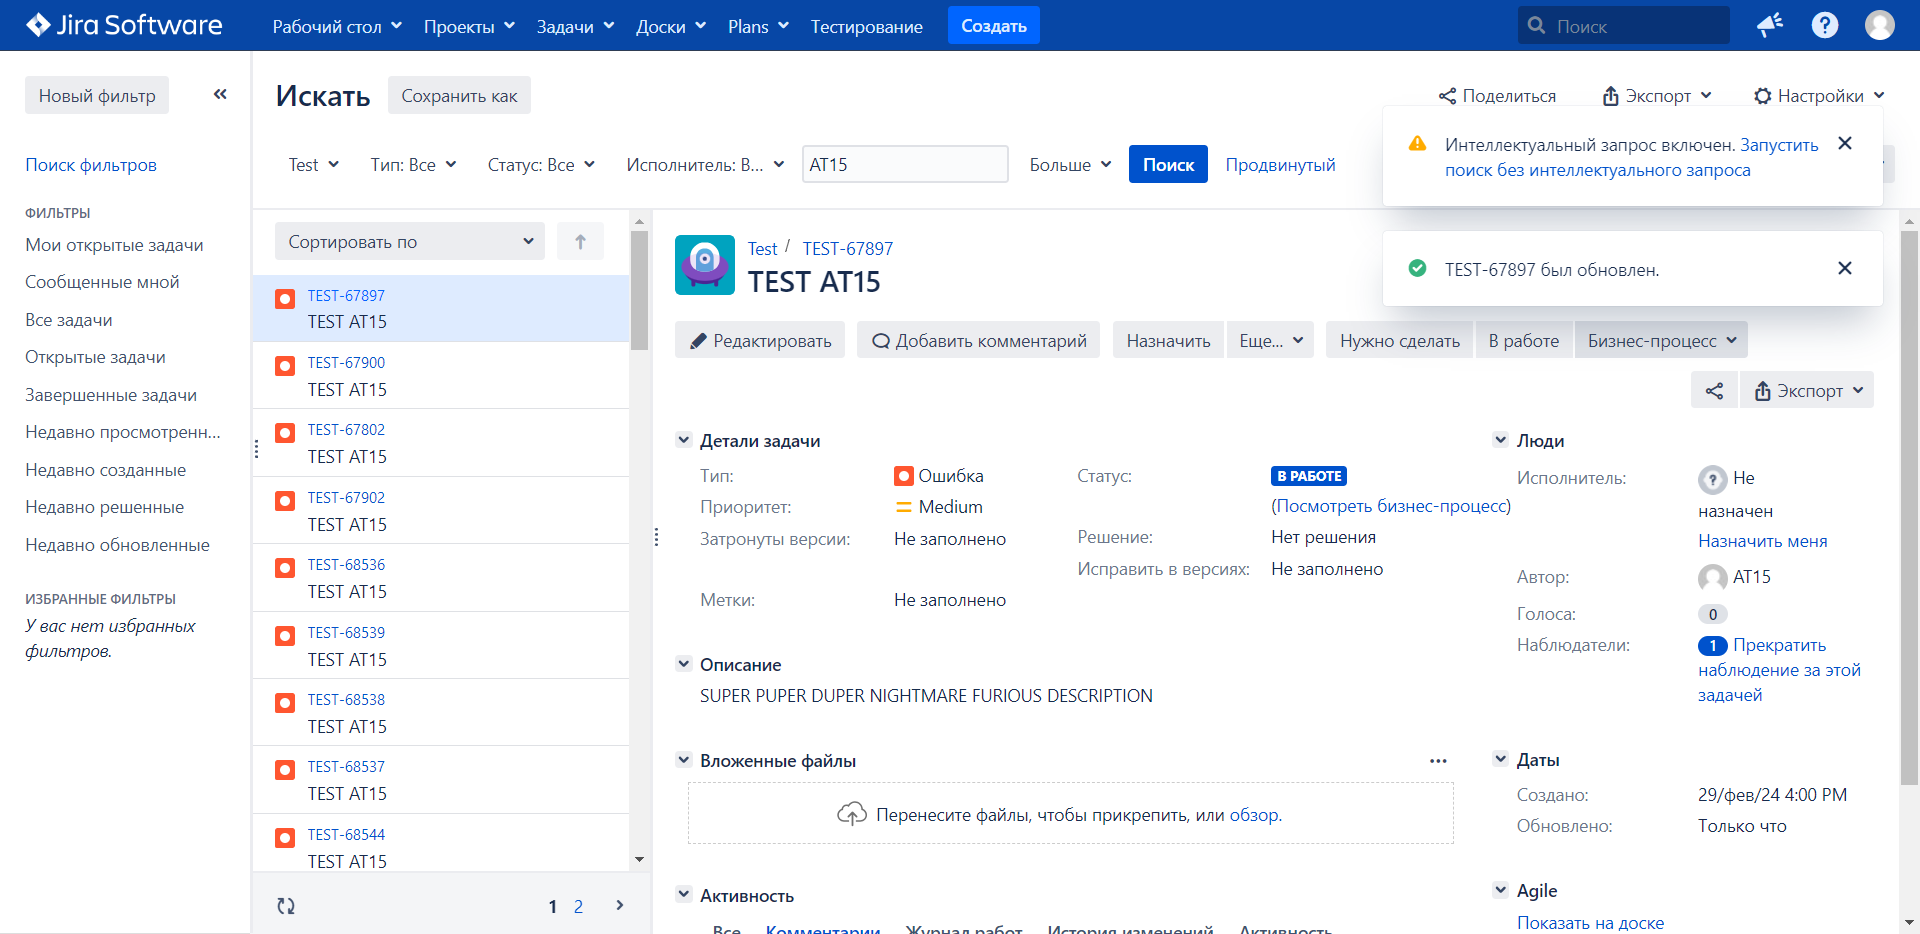 Jira Software
Рабочий стол Проекты Задачи Доски Plans Тестирование Создать Поиск
Новый фильтр
Поиск фильтров
ФИЛЬТРЫ
Мои открытые задачи
Сообщенные мной
Все задачи
Открытые задачи
Завершенные задачи
Недавно просмотренн...
Недавно созданные
Недавно решенные
Недавно обновленные
ИЗБРАННЫЕ ФИЛЬТРЫ
У вас нет избранных
фильтров.
Искать Сохранить как Поделиться Экспорт Настройки
Test Тип: Все Статус: Все Исполнитель: В... AT15 Больше Поиск Продвинутый
Интеллектуальный запрос включен. Запустить
поиск без интеллектуального запроса
TEST-67897 был обновлен.
Сортировать по
TEST-67897
TEST AT15
TEST-67900
TEST AT15
TEST-67802
TEST AT15
TEST-67902
TEST AT15
TEST-68536
TEST AT15
TEST-68539
TEST AT15
TEST-68538
TEST AT15
TEST-68537
TEST AT15
TEST-68544
TEST AT15
1 2
Test / TEST-67897
TEST AT15
Редактировать Добавить комментарий Назначить Еще... Нужно сделать В работе Бизнес-процесс
Экспорт
Детали задачи
Тип: Ошибка Статус: В РАБОТЕ
Приоритет: Medium (Посмотреть бизнес-процесс)
Затронуты версии: Не заполнено Решение: Нет решения
Исправить в версиях: Не заполнено
Метки: Не заполнено
Описание
SUPER PUPER DUPER NIGHTMARE FURIOUS DESCRIPTION
Вложенные файлы
Перенесите файлы, чтобы прикрепить, или обзор.
Активность
Все Комментарии Журнал работ История изменений Активность
Люди
Исполнитель: Не
назначен
Назначить меня
Автор: AT15
Голоса: 0
Наблюдатели: 1 Прекратить
наблюдение за этой
задачей
Даты
Создано: 29/фев/24 4:00 PM
Обновлено: Только что
Agile
Показать на доске